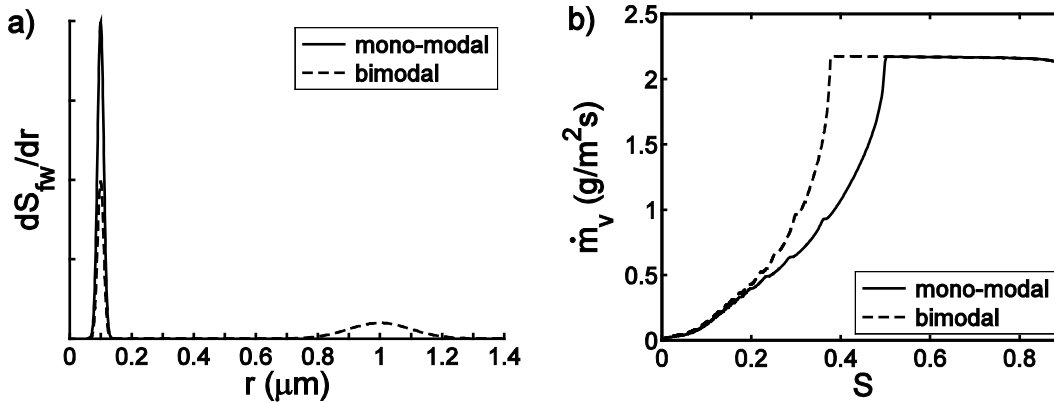 a)
dS_fw/dr
mono-modal
bimodal
0 0.2 0.4 0.6 0.8 1 1.2 1.4
r (μm)
b)
ṁ_v (g/m²s)
2.5
2
1.5
1
0.5
0
mono-modal
bimodal
0 0.2 0.4 0.6 0.8
S